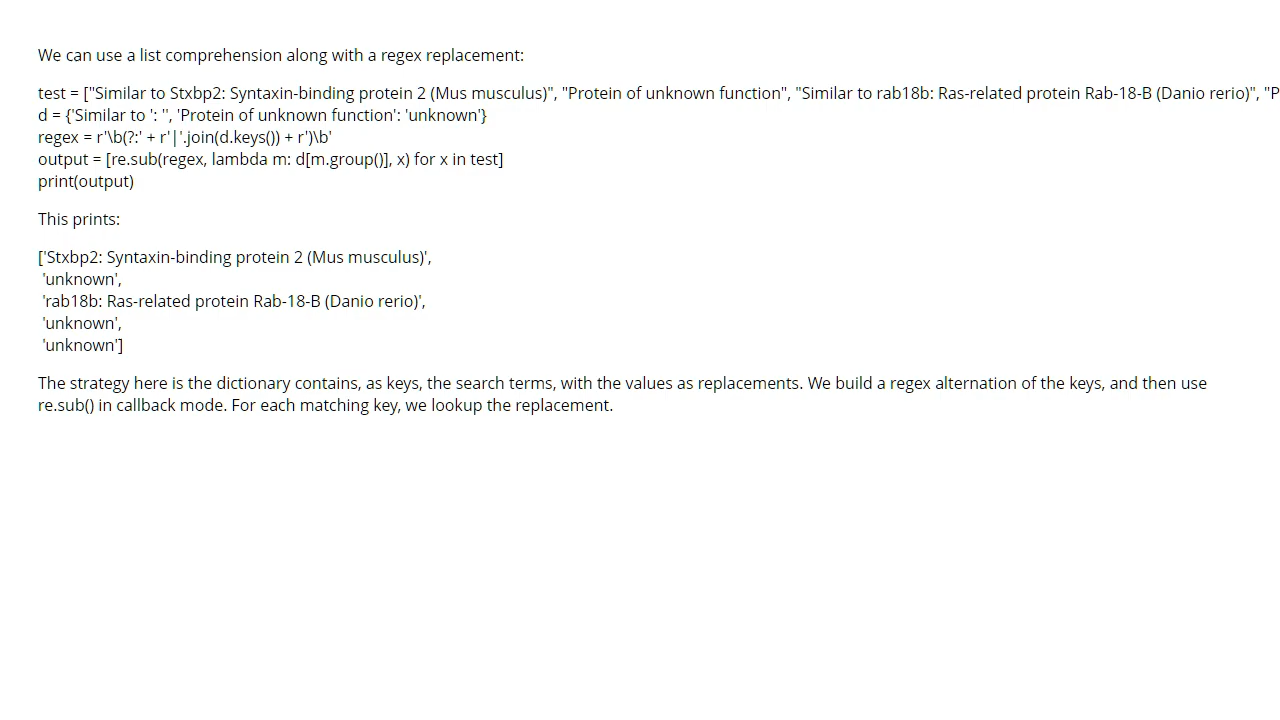 We can use a list comprehension along with a regex replacement:
test = ["Similar to Stxbp2: Syntaxin-binding protein 2 (Mus musculus)", "Protein of unknown function", "Similar to rab18b: Ras-related protein Rab-18-B (Danio rerio)", "P
d = {'Similar to ': '', 'Protein of unknown function': 'unknown'}
regex = r'\b(?:' + r'|'.join(d.keys()) + r')\b'
output = [re.sub(regex, lambda m: d[m.group()], x) for x in test]
print(output)
This prints:
['Stxbp2: Syntaxin-binding protein 2 (Mus musculus)',
'unknown',
'rab18b: Ras-related protein Rab-18-B (Danio rerio)',
'unknown',
'unknown']
The strategy here is the dictionary contains, as keys, the search terms, with the values as replacements. We build a regex alternation of the keys, and then use
re.sub() in callback mode. For each matching key, we lookup the replacement.